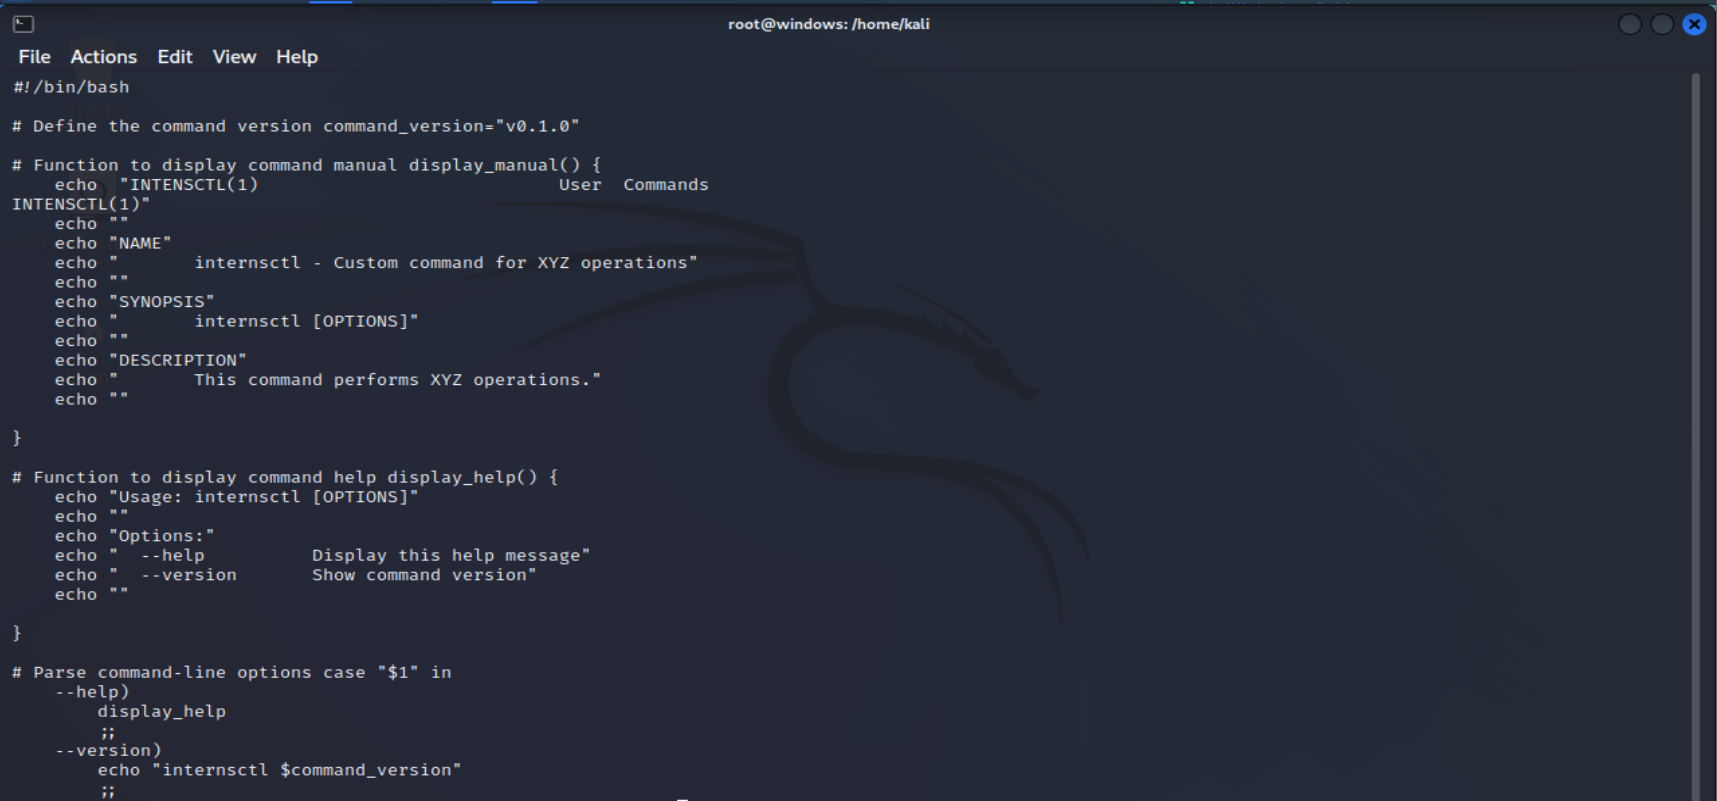 root@windows: /home/kali
File Actions Edit View Help
#!/bin/bash
# Define the command version command_version="v0.1.0"
# Function to display command manual display_manual() {
    echo  "INTENSCTL(1)                            User  Commands
INTENSCTL(1)"
    echo ""
    echo "NAME"
    echo "       internsctl - Custom command for XYZ operations"
    echo ""
    echo "SYNOPSIS"
    echo "       internsctl [OPTIONS]"
    echo ""
    echo "DESCRIPTION"
    echo "       This command performs XYZ operations."
    echo ""
}
# Function to display command help display_help() {
    echo "Usage: internsctl [OPTIONS]"
    echo ""
    echo "Options:"
    echo "  --help          Display this help message"
    echo "  --version       Show command version"
    echo ""
}
# Parse command-line options case "$1" in
    --help)
        display_help
        ;;
    --version)
        echo "internsctl $command_version"
        ;;